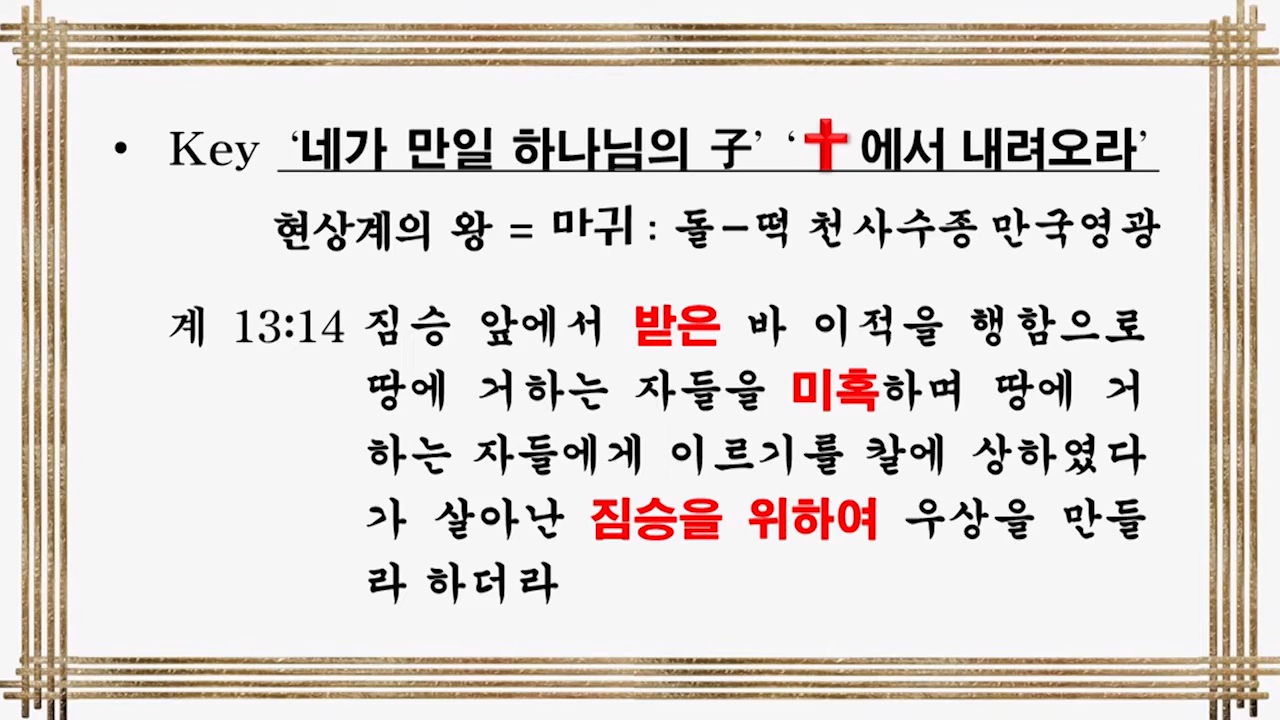 • Key ‘네가 만일 하나님의 子’ ‘✝에서 내려오라’
현상계의 왕 = 마귀 : 돌-떡 천사수종 만국영광
계 13:14 짐승 앞에서 받은 바 이적을 행함으로
땅에 거하는 자들을 미혹하며 땅에 거
하는 자들에게 이르기를 칼에 상하였다
가 살아난 짐승을 위하여 우상을 만들
라 하더라